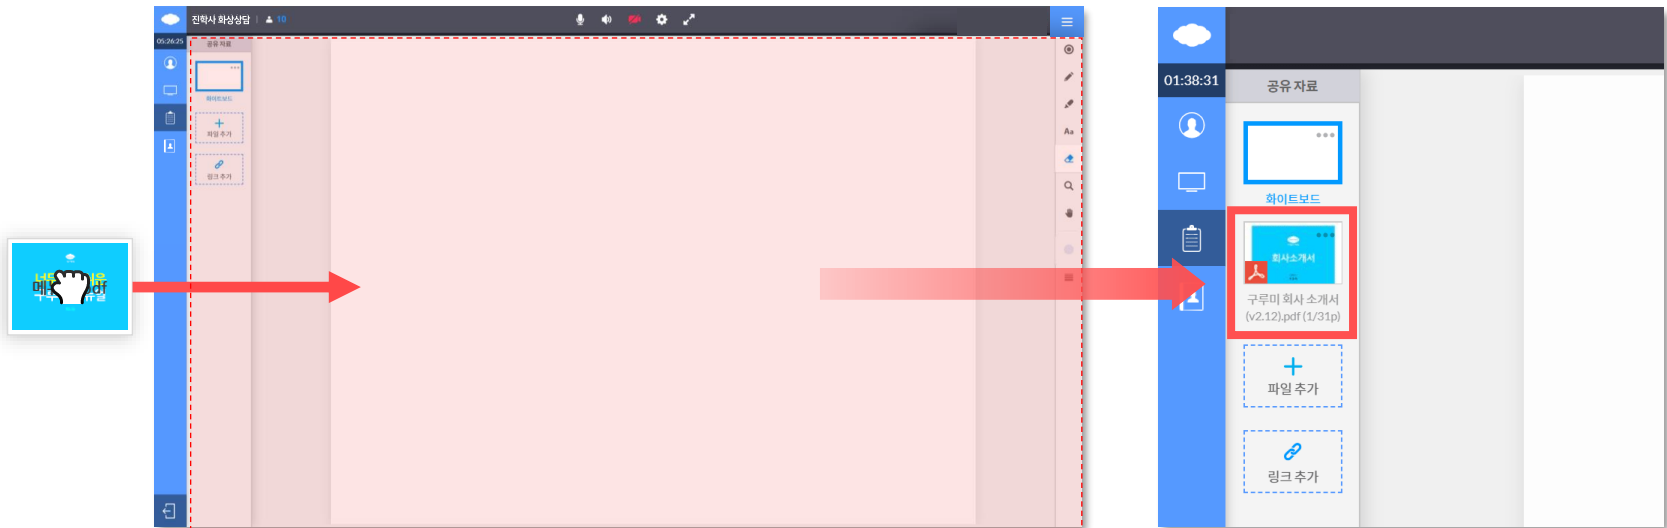 진학사 화상상담 | 10
05:26:25
공유 자료
화이트보드
파일 추가
링크 추가
Aa
01:38:31
공유 자료
화이트보드
회사소개서
구루미 회사 소개서
(v2.12).pdf (1/31p)
파일 추가
링크 추가